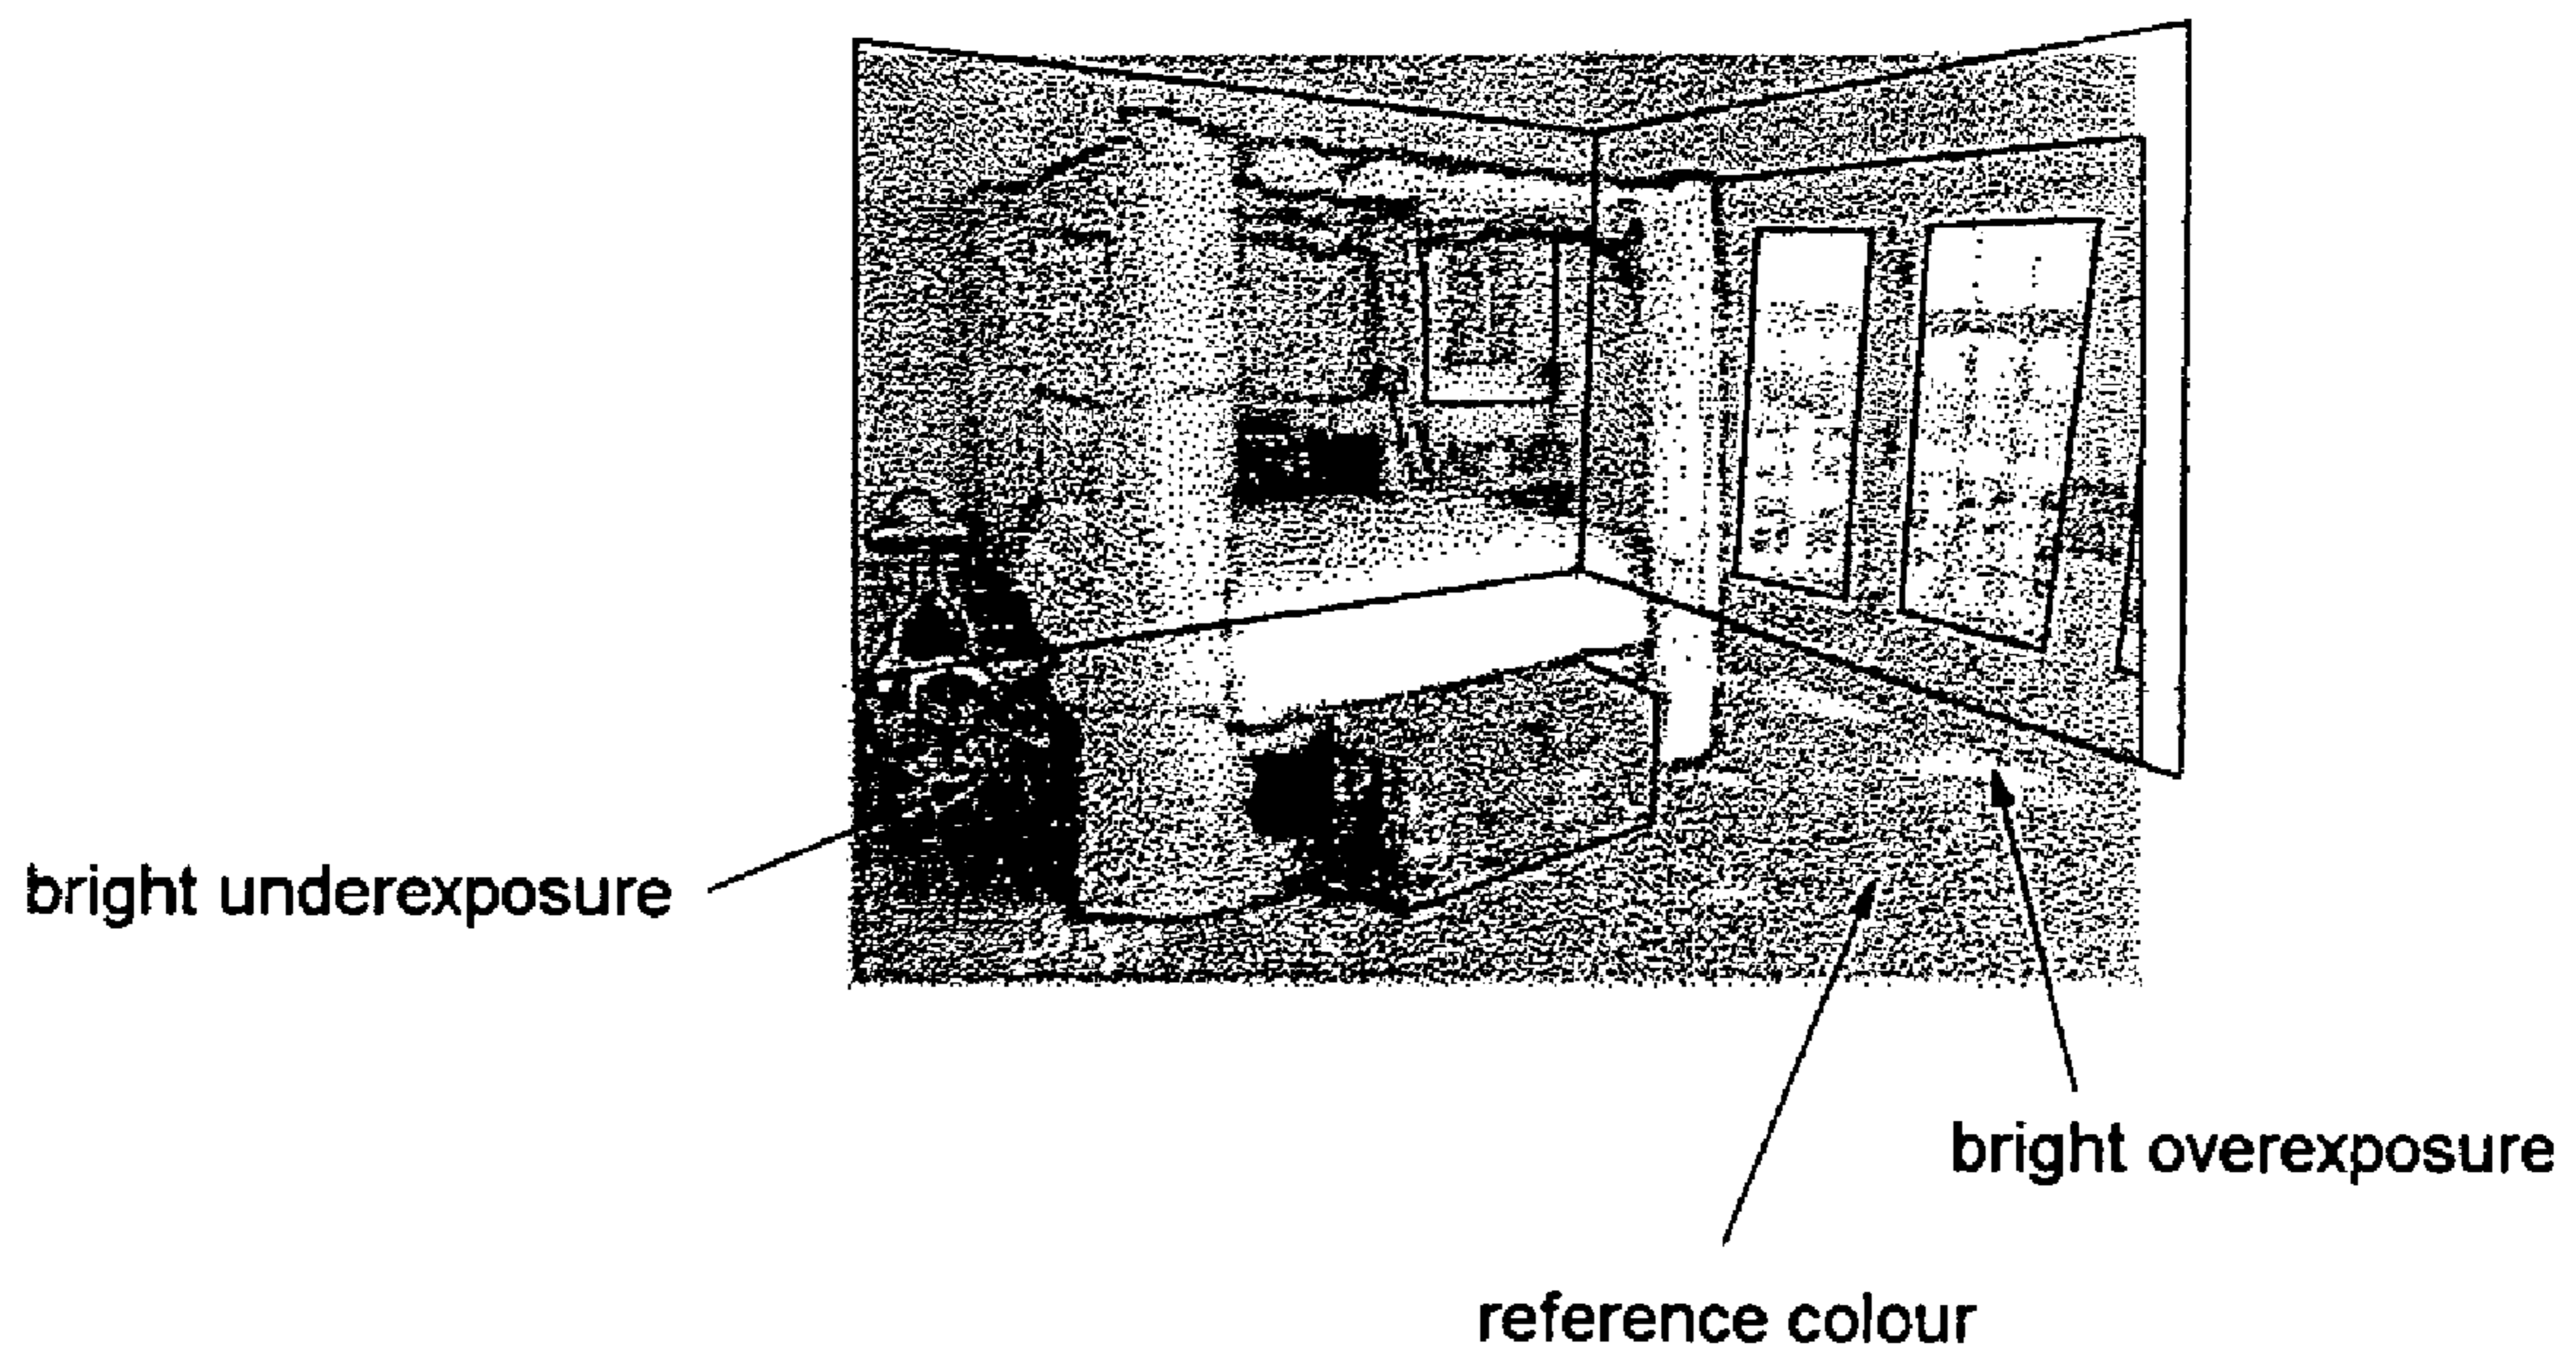 bright underexposure
bright overexposure
reference colour